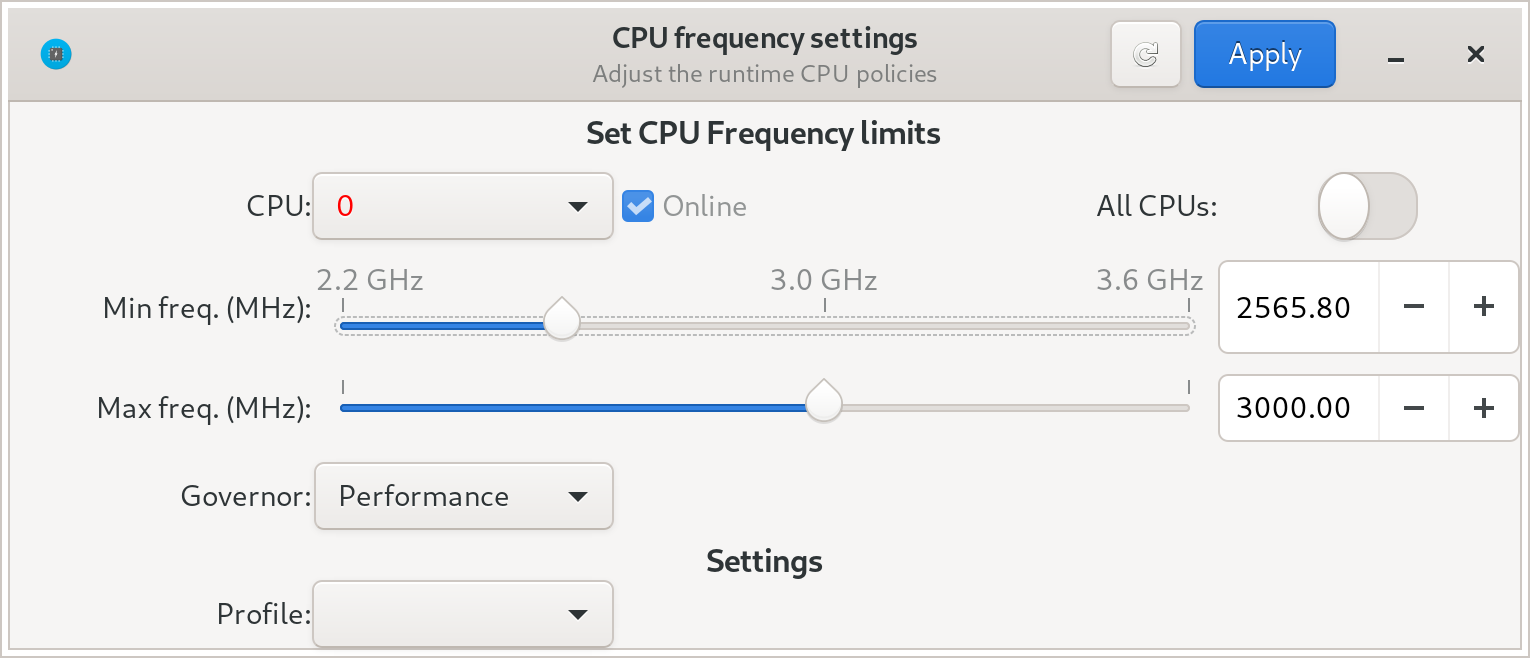 CPU frequency settings
Adjust the runtime CPU policies
Apply
Set CPU Frequency limits
CPU: 0 Online All CPUs:
2.2 GHz 3.0 GHz 3.6 GHz
Min freq. (MHz): 2565.80 − +
Max freq. (MHz): 3000.00 − +
Governor: Performance
Settings
Profile: